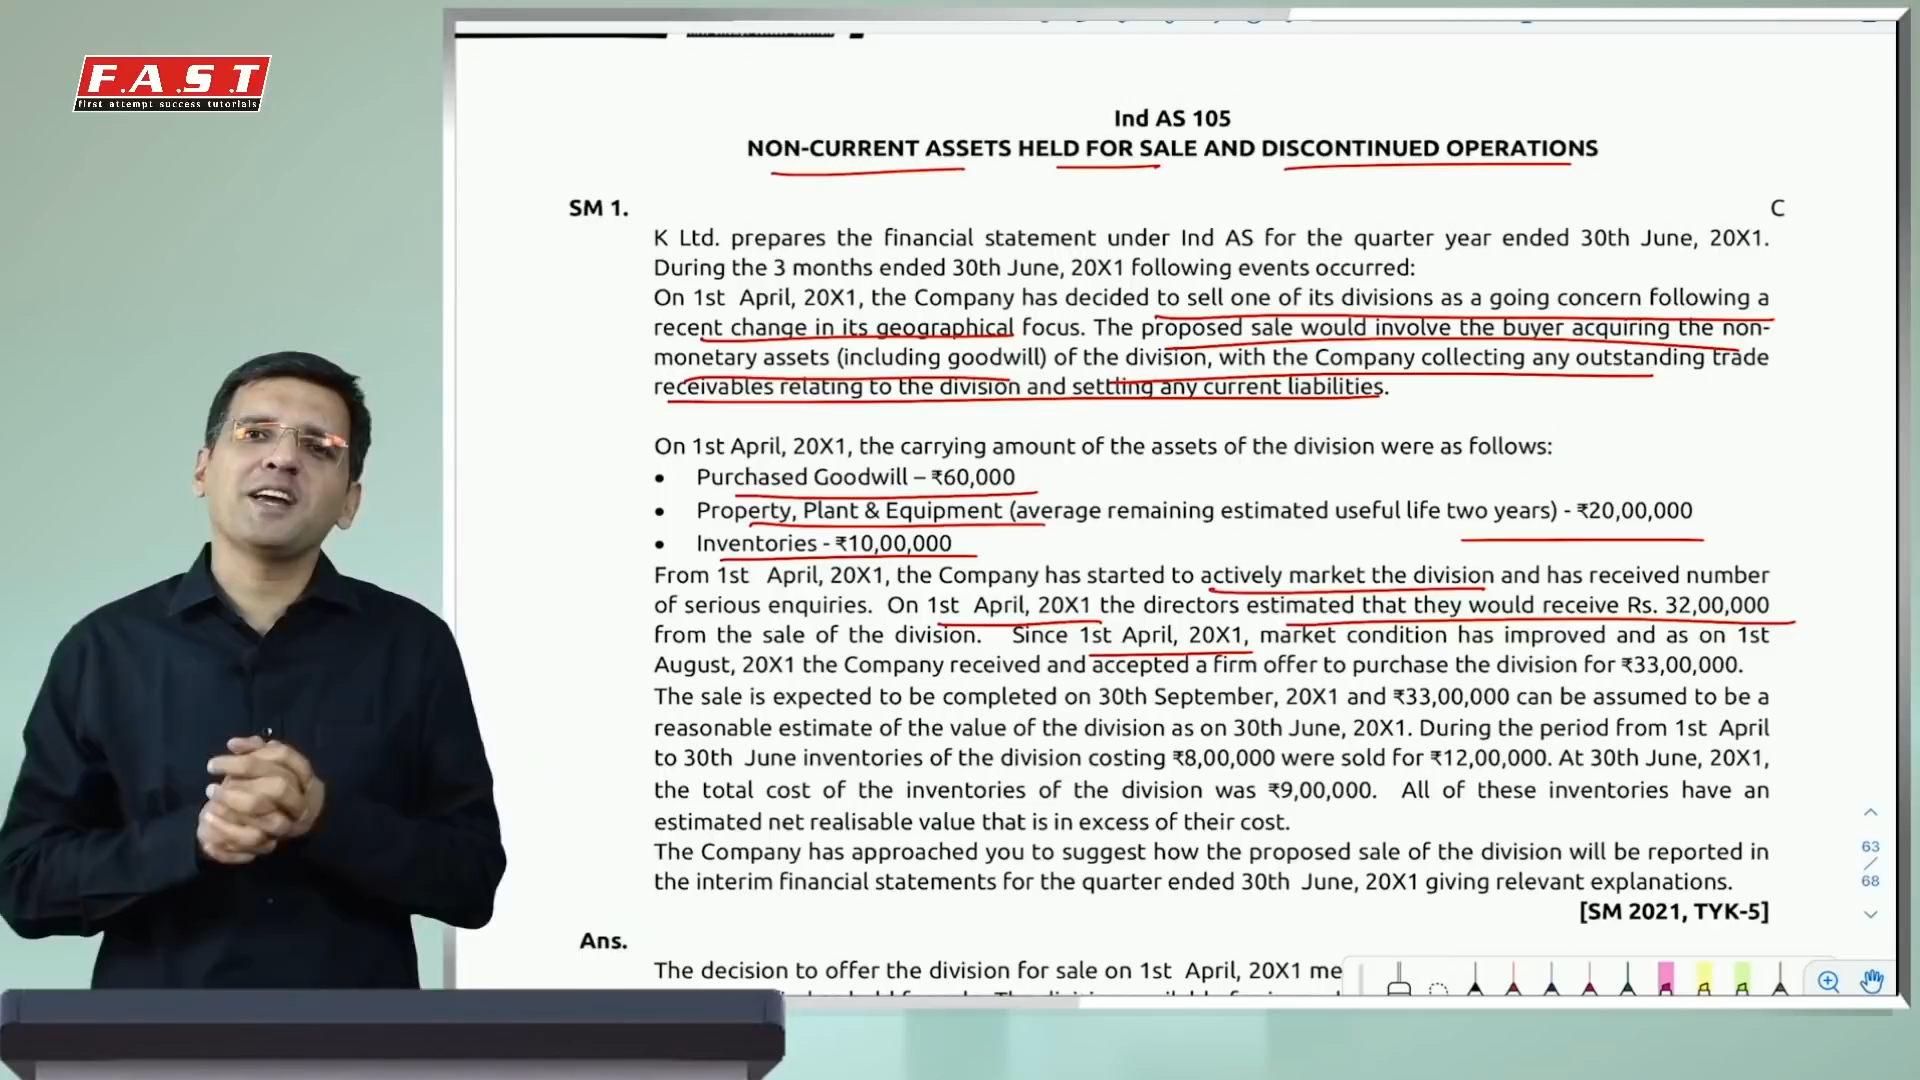 F.A.S.T
first attempt success tutorials
Ind AS 105
NON-CURRENT ASSETS HELD FOR SALE AND DISCONTINUED OPERATIONS
SM 1.
C
K Ltd. prepares the financial statement under Ind AS for the quarter year ended 30th June, 20X1.
During the 3 months ended 30th June, 20X1 following events occurred:
On 1st April, 20X1, the Company has decided to sell one of its divisions as a going concern following a
recent change in its geographical focus. The proposed sale would involve the buyer acquiring the non-
monetary assets (including goodwill) of the division, with the Company collecting any outstanding trade
receivables relating to the division and settling any current liabilities.
On 1st April, 20X1, the carrying amount of the assets of the division were as follows:
• Purchased Goodwill – ₹60,000
• Property, Plant & Equipment (average remaining estimated useful life two years) - ₹20,00,000
• Inventories - ₹10,00,000
From 1st April, 20X1, the Company has started to actively market the division and has received number
of serious enquiries. On 1st April, 20X1 the directors estimated that they would receive Rs. 32,00,000
from the sale of the division. Since 1st April, 20X1, market condition has improved and as on 1st
August, 20X1 the Company received and accepted a firm offer to purchase the division for ₹33,00,000.
The sale is expected to be completed on 30th September, 20X1 and ₹33,00,000 can be assumed to be a
reasonable estimate of the value of the division as on 30th June, 20X1. During the period from 1st April
to 30th June inventories of the division costing ₹8,00,000 were sold for ₹12,00,000. At 30th June, 20X1,
the total cost of the inventories of the division was ₹9,00,000. All of these inventories have an
estimated net realisable value that is in excess of their cost.
The Company has approached you to suggest how the proposed sale of the division will be reported in
the interim financial statements for the quarter ended 30th June, 20X1 giving relevant explanations.
[SM 2021, TYK-5]
Ans.
The decision to offer the division for sale on 1st April, 20X1 me
63
/
68